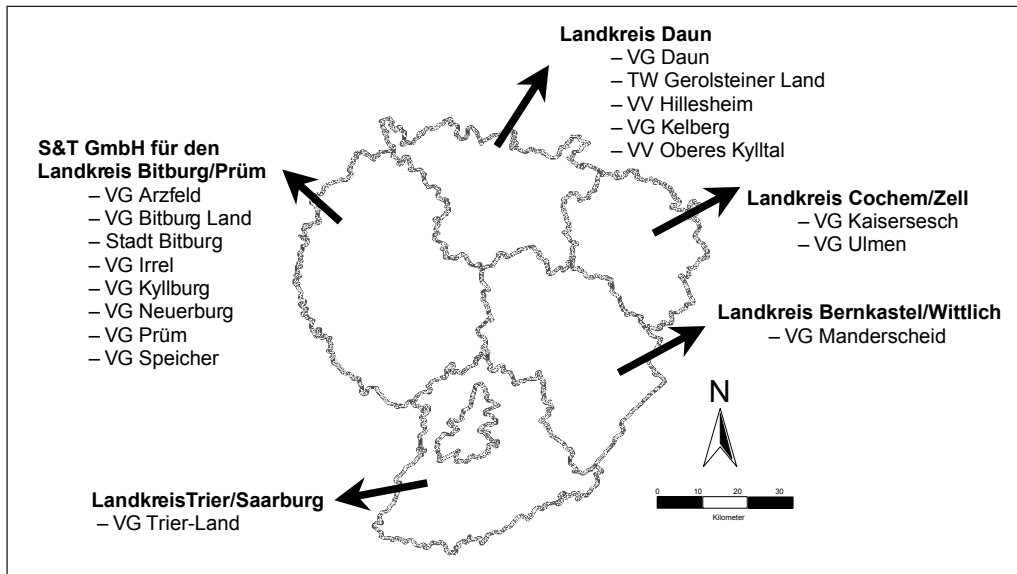 Landkreis Daun
– VG Daun
– TW Gerolsteiner Land
– VV Hillesheim
– VG Kelberg
– VV Oberes Kylltal
S&T GmbH für den
Landkreis Bitburg/Prüm
– VG Arzfeld
– VG Bitburg Land
– Stadt Bitburg
– VG Irrel
– VG Kyllburg
– VG Neuerburg
– VG Prüm
– VG Speicher
Landkreis Cochem/Zell
– VG Kaisersesch
– VG Ulmen
Landkreis Bernkastel/Wittlich
– VG Manderscheid
N
0 10 20 30
Kilometer
LandkreisTrier/Saarburg
– VG Trier-Land